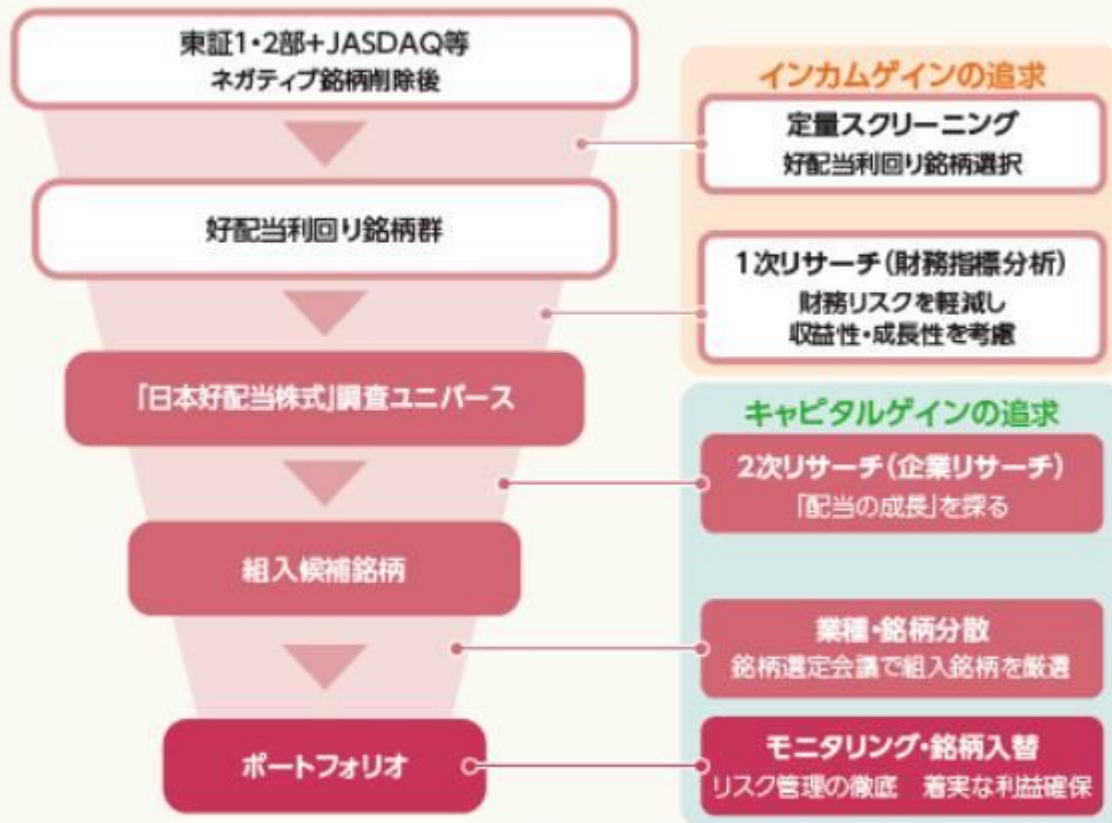 東証1・2部+JASDAQ等
ネガティブ銘柄削除後
インカムゲインの追求
定量スクリーニング
好配当利回り銘柄選択
好配当利回り銘柄群
1次リサーチ(財務指標分析)
財務リスクを軽減し
収益性・成長性を考慮
「日本好配当株式」調査ユニバース
キャピタルゲインの追求
2次リサーチ(企業リサーチ)
「配当の成長」を探る
組入候補銘柄
業種・銘柄分散
銘柄選定会議で組入銘柄を厳選
ポートフォリオ
モニタリング・銘柄入替
リスク管理の徹底 着実な利益確保